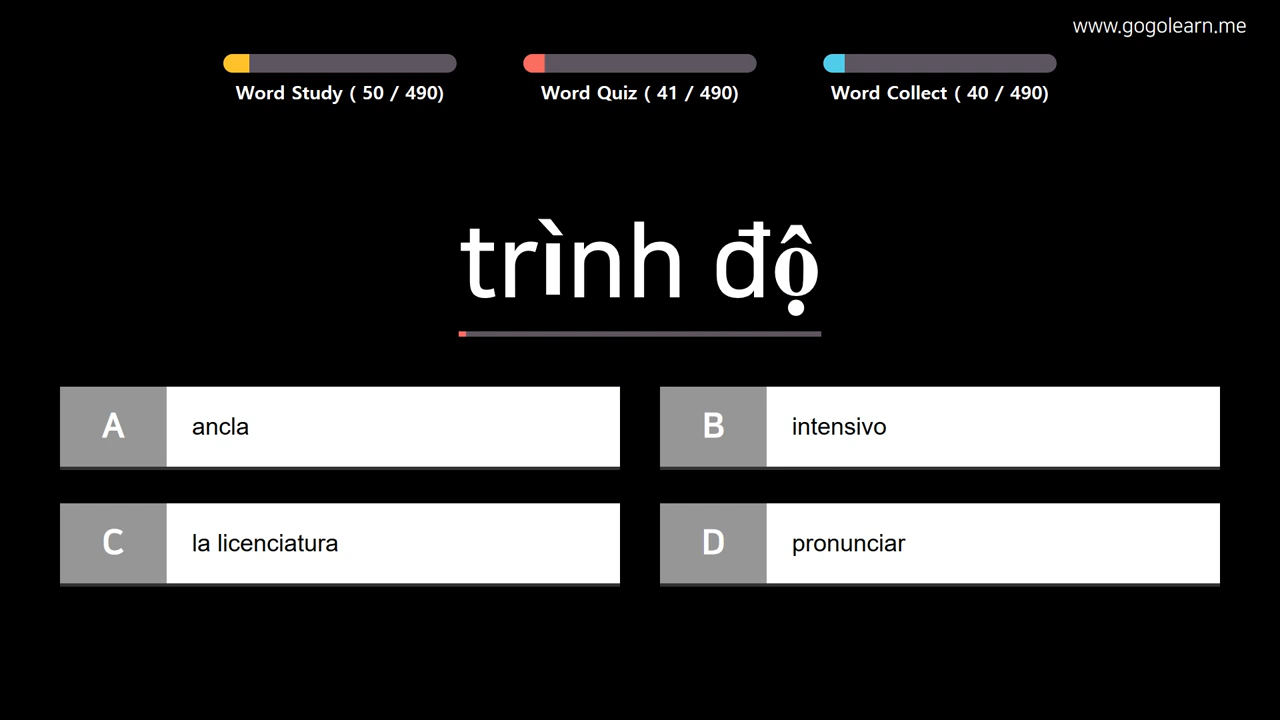 www.gogolearn.me
Word Study ( 50 / 490)
Word Quiz ( 41 / 490)
Word Collect ( 40 / 490)
trình độ
A ancla
B intensivo
C la licenciatura
D pronunciar